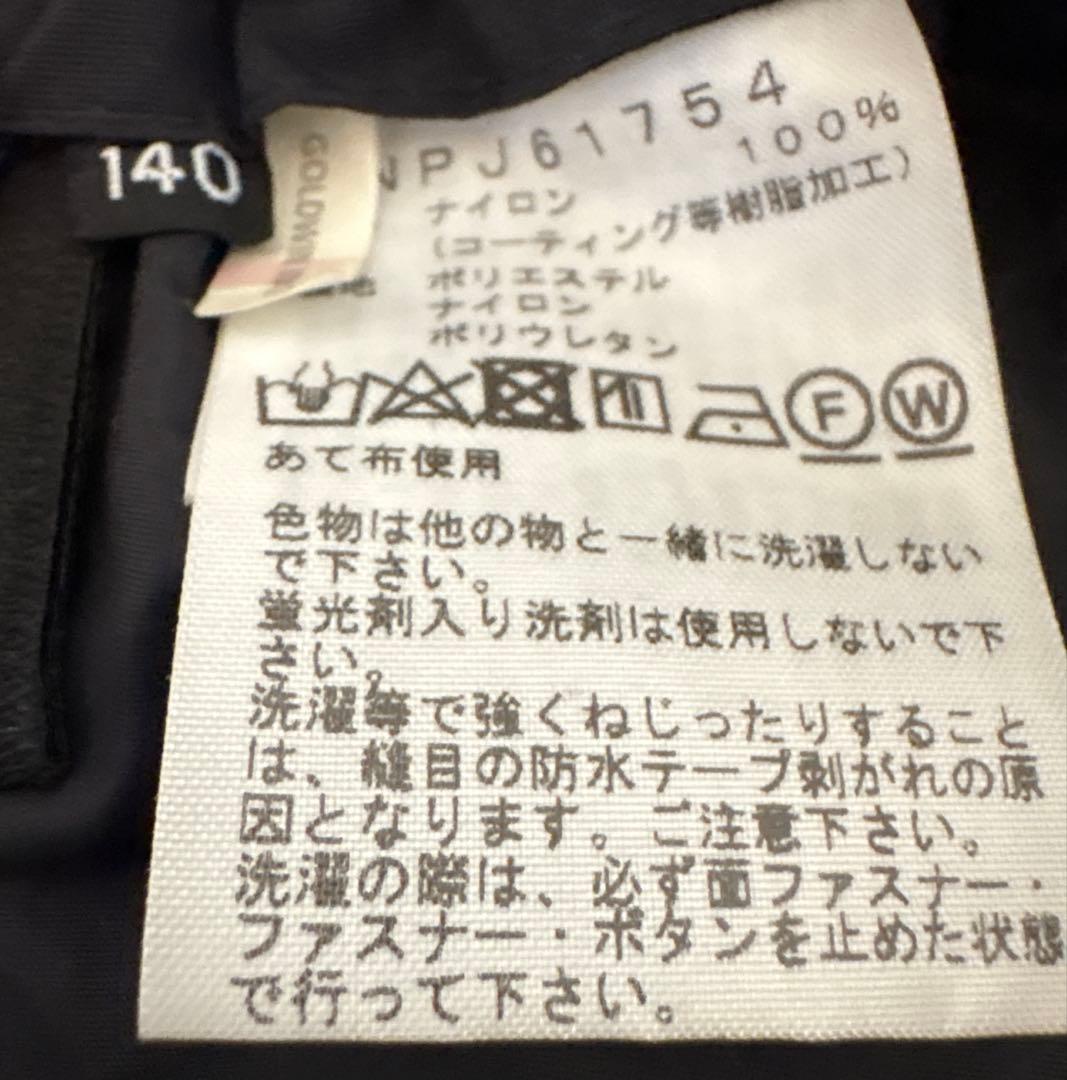 140
GOLDWIN
NPJ61754
ナイロン 100%
(コーティング等樹脂加工)
ポリエステル
ナイロン
ポリウレタン
F W
あて布使用
色物は他の物と一緒に洗濯しない
で下さい。
蛍光剤入り洗剤は使用しないで下
さい。
洗濯等で強くねじったりすること
は、縫目の防水テープ剥がれの原
因となります。ご注意下さい。
洗濯の際は、必ず面ファスナー・
ファスナー・ボタンを止めた状態
で行って下さい。